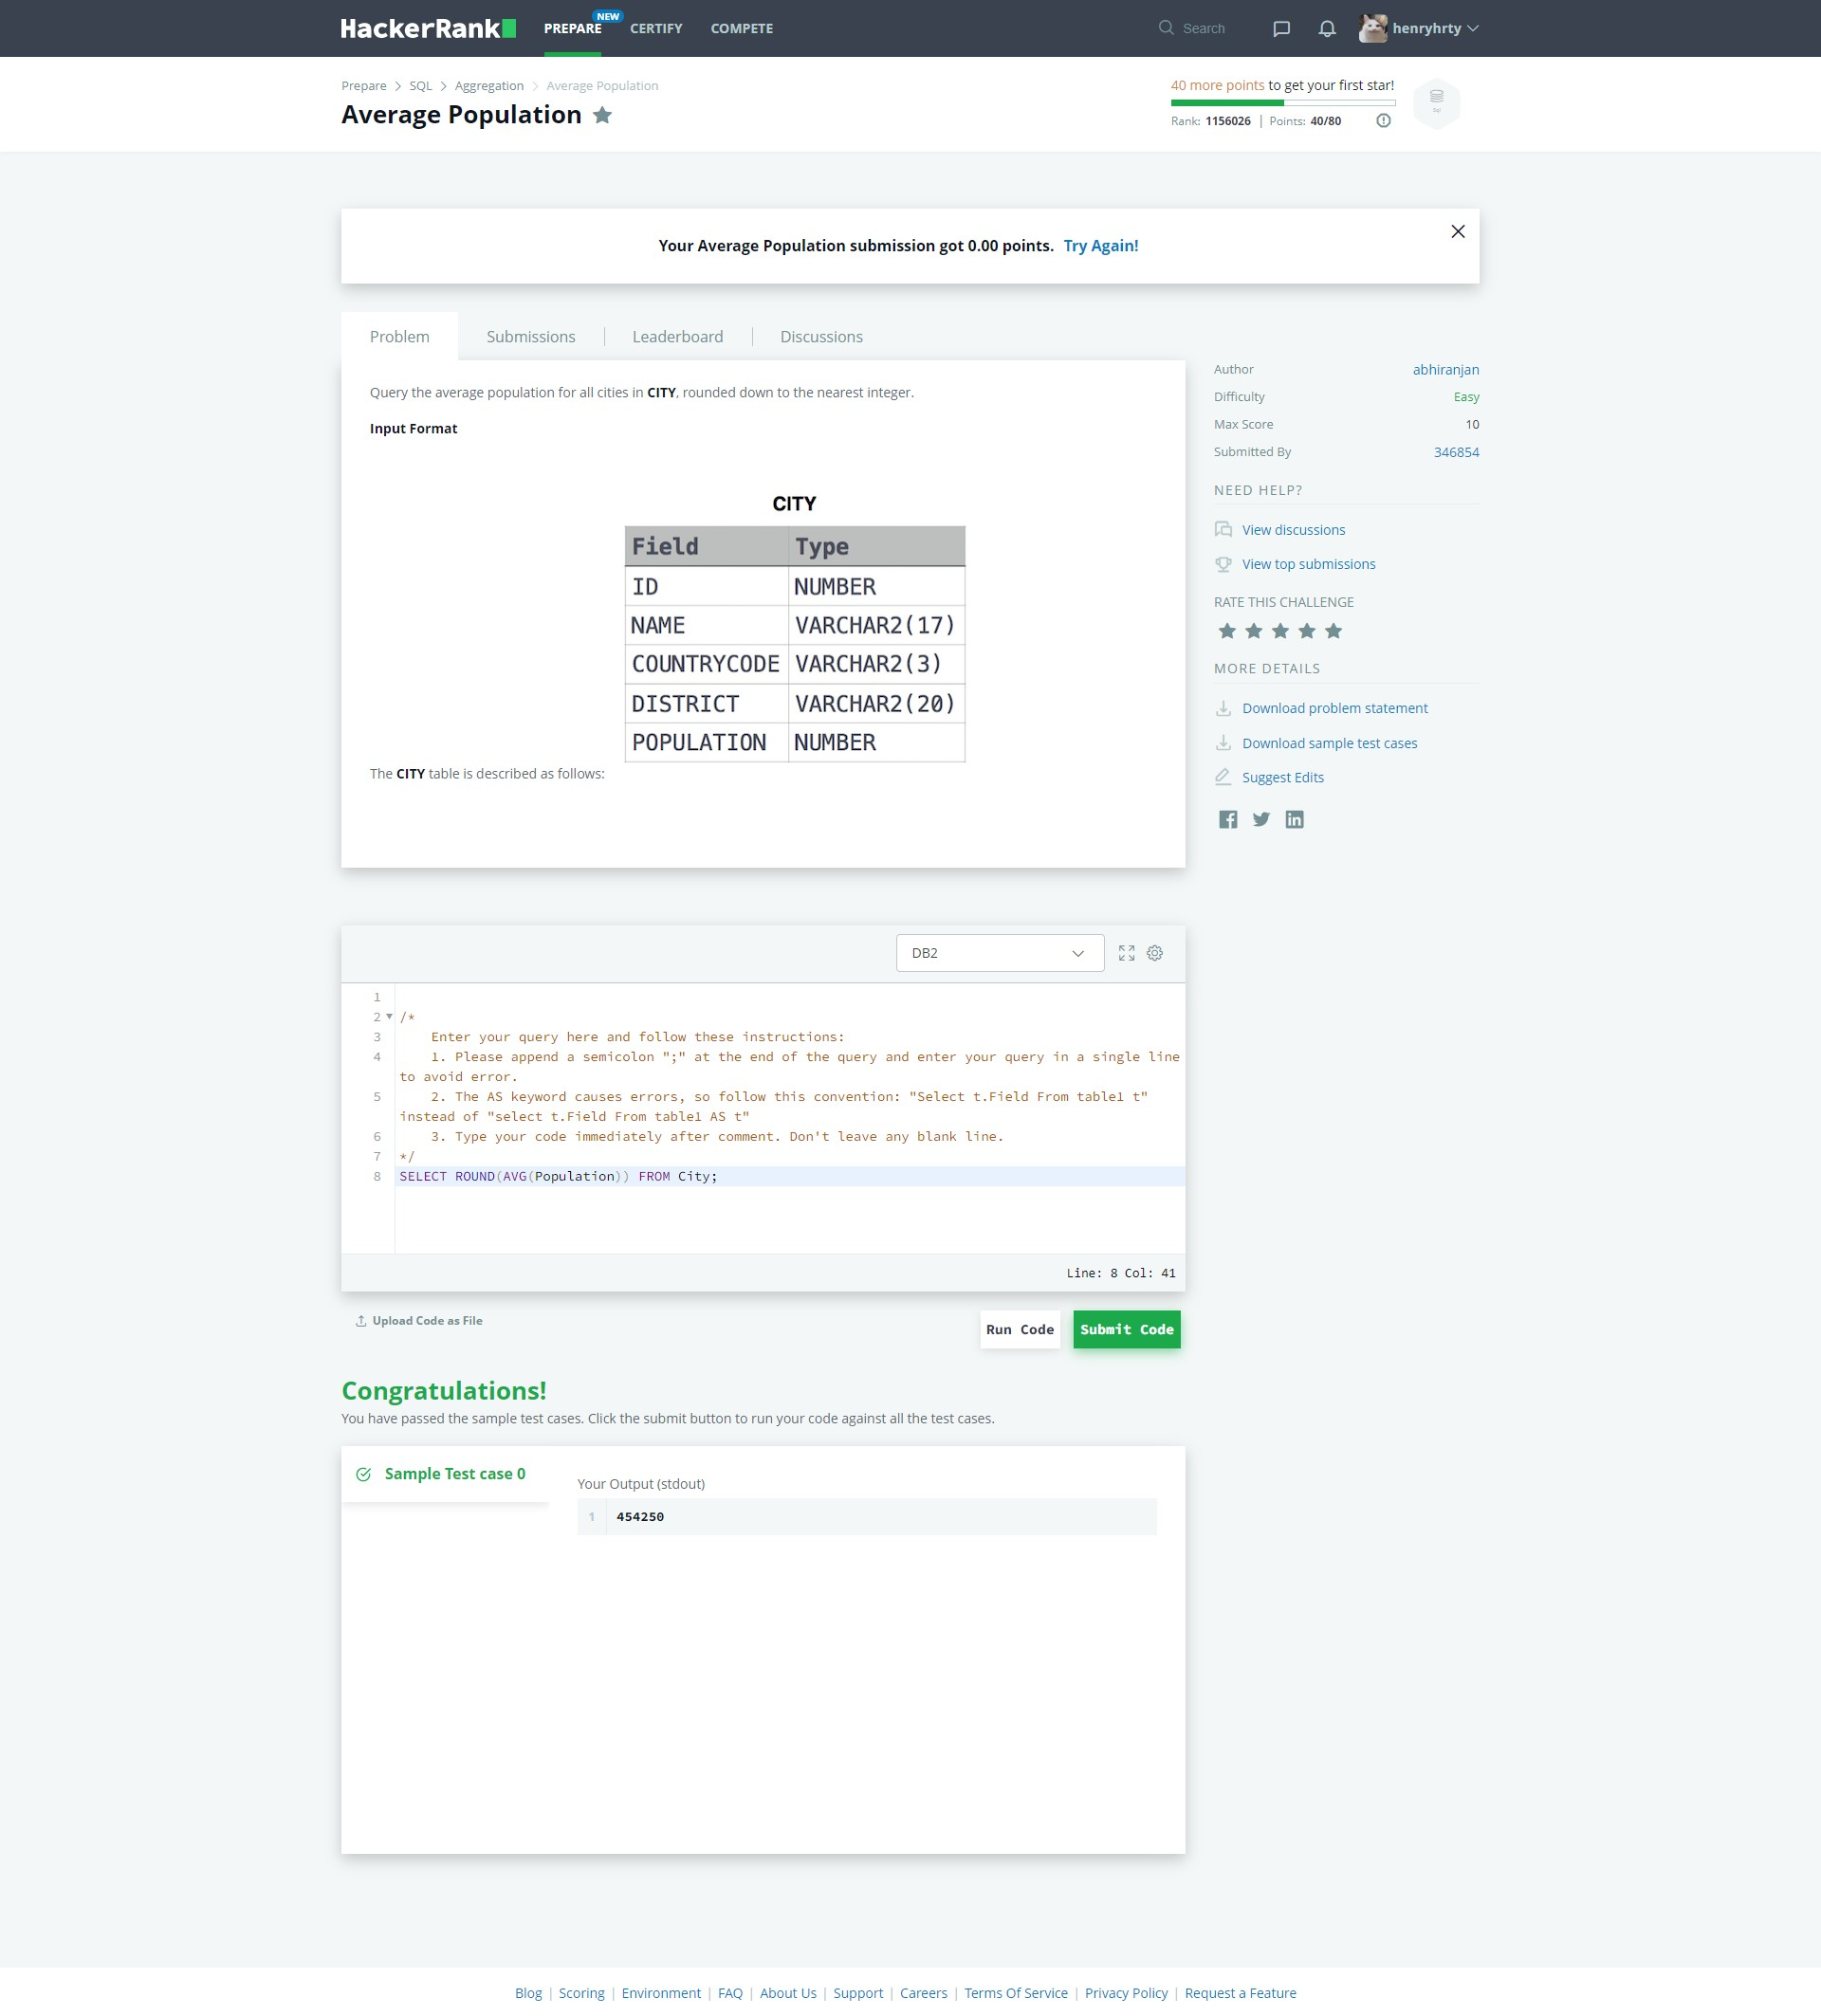 HackerRank
PREPARE
NEW
CERTIFY
COMPETE
Search
henryhrty
Prepare
SQL
Aggregation
Average Population
Average Population
40 more points to get your first star!
Rank: 1156026 | Points: 40/80
Sql
Your Average Population submission got 0.00 points. Try Again!
Problem
Submissions
Leaderboard
Discussions
Query the average population for all cities in CITY, rounded down to the nearest integer.
Input Format
CITY
Field Type
ID NUMBER
NAME VARCHAR2(17)
COUNTRYCODE VARCHAR2(3)
DISTRICT VARCHAR2(20)
POPULATION NUMBER
The CITY table is described as follows:
Author abhiranjan
Difficulty Easy
Max Score 10
Submitted By 346854
NEED HELP?
View discussions
View top submissions
RATE THIS CHALLENGE
MORE DETAILS
Download problem statement
Download sample test cases
Suggest Edits
DB2
1
2 /*
3 Enter your query here and follow these instructions:
4 1. Please append a semicolon ";" at the end of the query and enter your query in a single line
to avoid error.
5 2. The AS keyword causes errors, so follow this convention: "Select t.Field From table1 t"
instead of "select t.Field From table1 AS t"
6 3. Type your code immediately after comment. Don't leave any blank line.
7 */
8 SELECT ROUND(AVG(Population)) FROM City;
Line: 8 Col: 41
Upload Code as File
Run Code
Submit Code
Congratulations!
You have passed the sample test cases. Click the submit button to run your code against all the test cases.
Sample Test case 0
Your Output (stdout)
1 454250
Blog | Scoring | Environment | FAQ | About Us | Support | Careers | Terms Of Service | Privacy Policy | Request a Feature